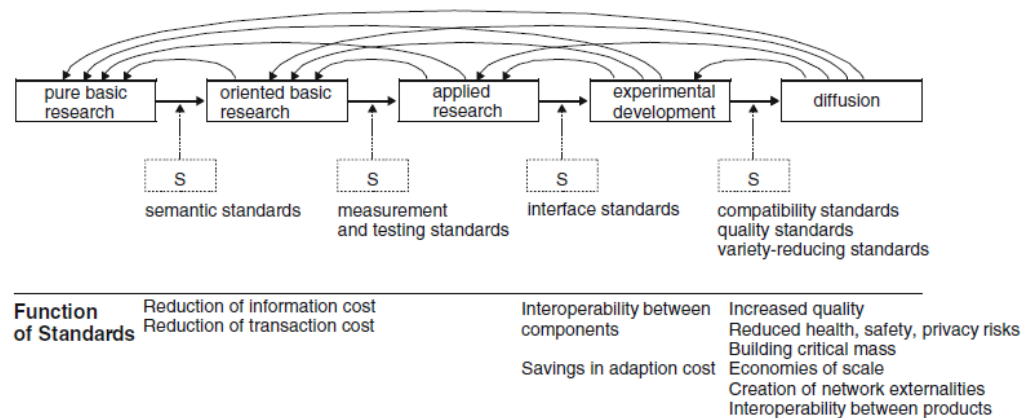 pure basic
research
oriented basic
research
applied
research
experimental
development
diffusion
S
S
S
S
semantic standards
measurement
and testing standards
interface standards
compatibility standards
quality standards
variety-reducing standards
Function
of Standards
Reduction of information cost
Reduction of transaction cost
Interoperability between
components
Savings in adaption cost
Increased quality
Reduced health, safety, privacy risks
Building critical mass
Economies of scale
Creation of network externalities
Interoperability between products